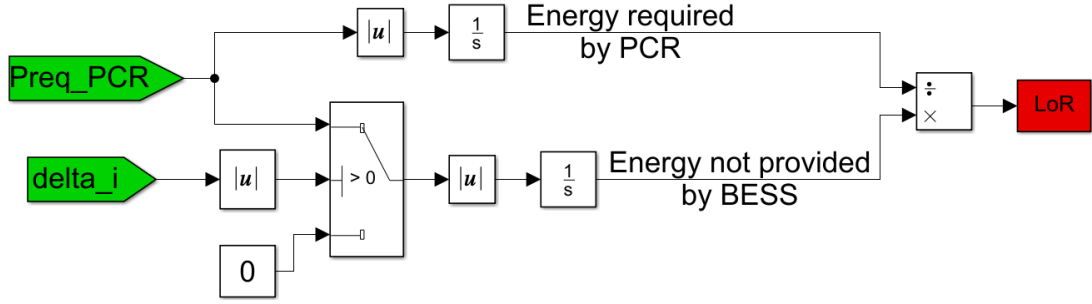 Preq_PCR
|u|
1
s
Energy required
by PCR
÷
×
LoR
delta_i
|u|
> 0
|u|
1
s
Energy not provided
by BESS
0